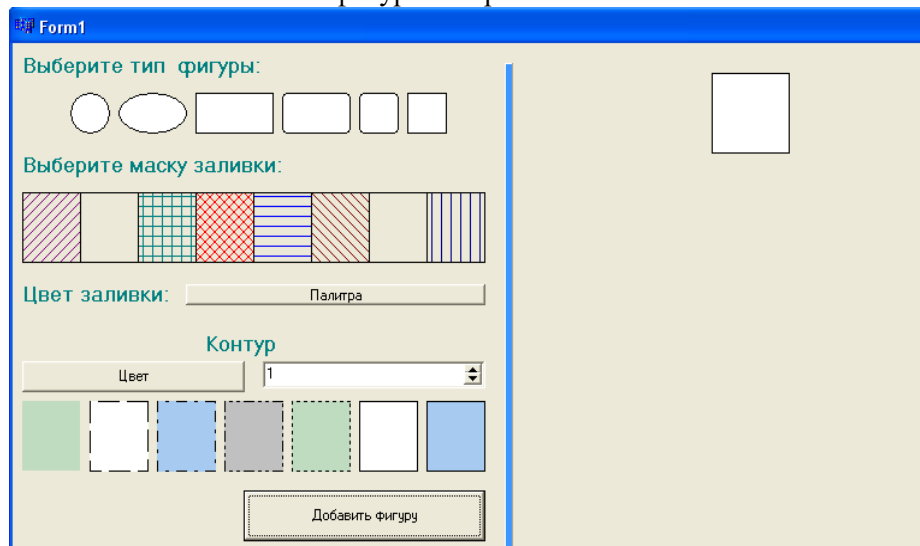 Form1
Выберите тип фигуры:
Выберите маску заливки:
Цвет заливки:
Палитра
Контур
Цвет
1
Добавить фигуру